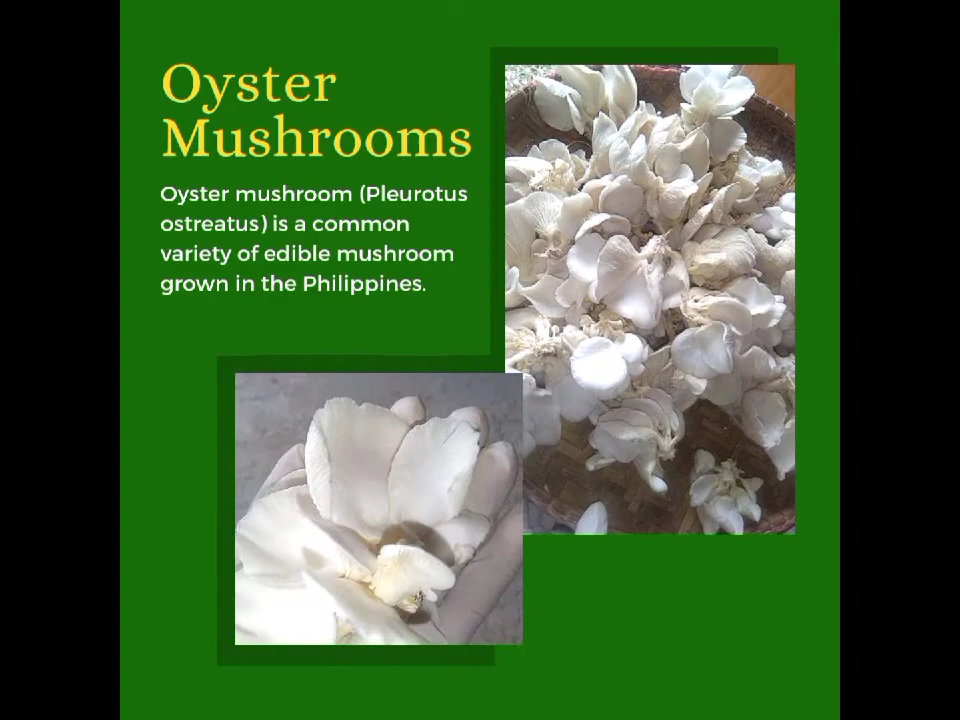 Oyster
Mushrooms
Oyster mushroom (Pleurotus
ostreatus) is a common
variety of edible mushroom
grown in the Philippines.